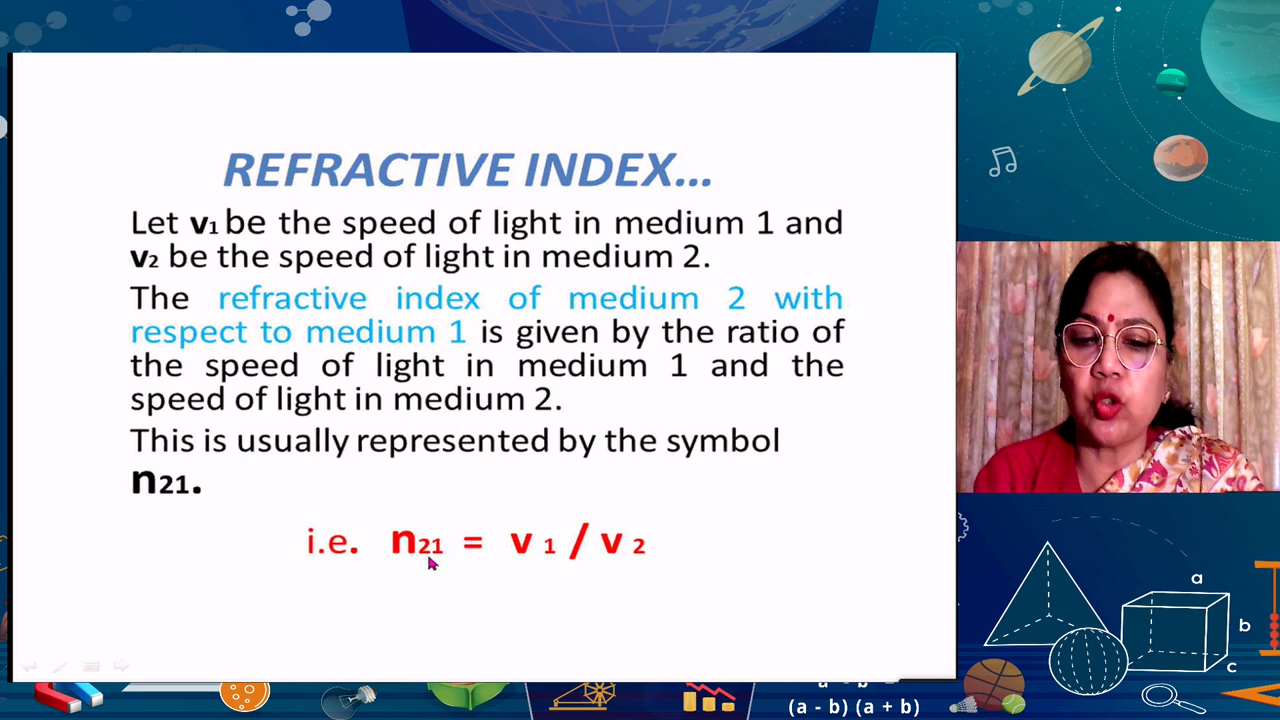 REFRACTIVE INDEX...
Let v1 be the speed of light in medium 1 and
v2 be the speed of light in medium 2.
The refractive index of medium 2 with
respect to medium 1 is given by the ratio of
the speed of light in medium 1 and the
speed of light in medium 2.
This is usually represented by the symbol
n21.
i.e. n21 = v 1 / v 2
a
b
c
(a - b) (a + b)